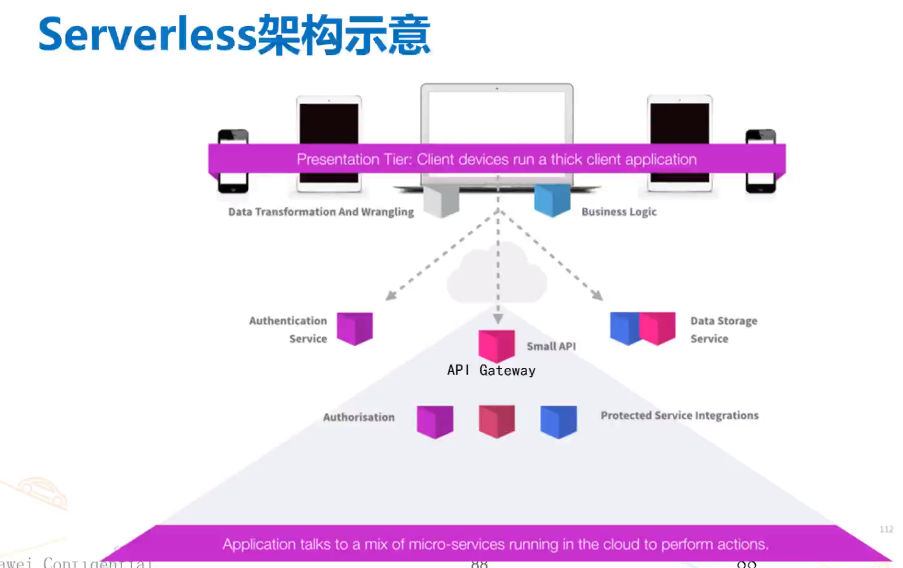 Serverless架构示意
Presentation Tier: Client devices run a thick client application
Data Transformation And Wrangling
Business Logic
Authentication
Service
Small API
API Gateway
Data Storage
Service
Authorisation
Protected Service Integrations
112
Application talks to a mix of micro-services running in the cloud to perform actions.
awei Confidential
88
88